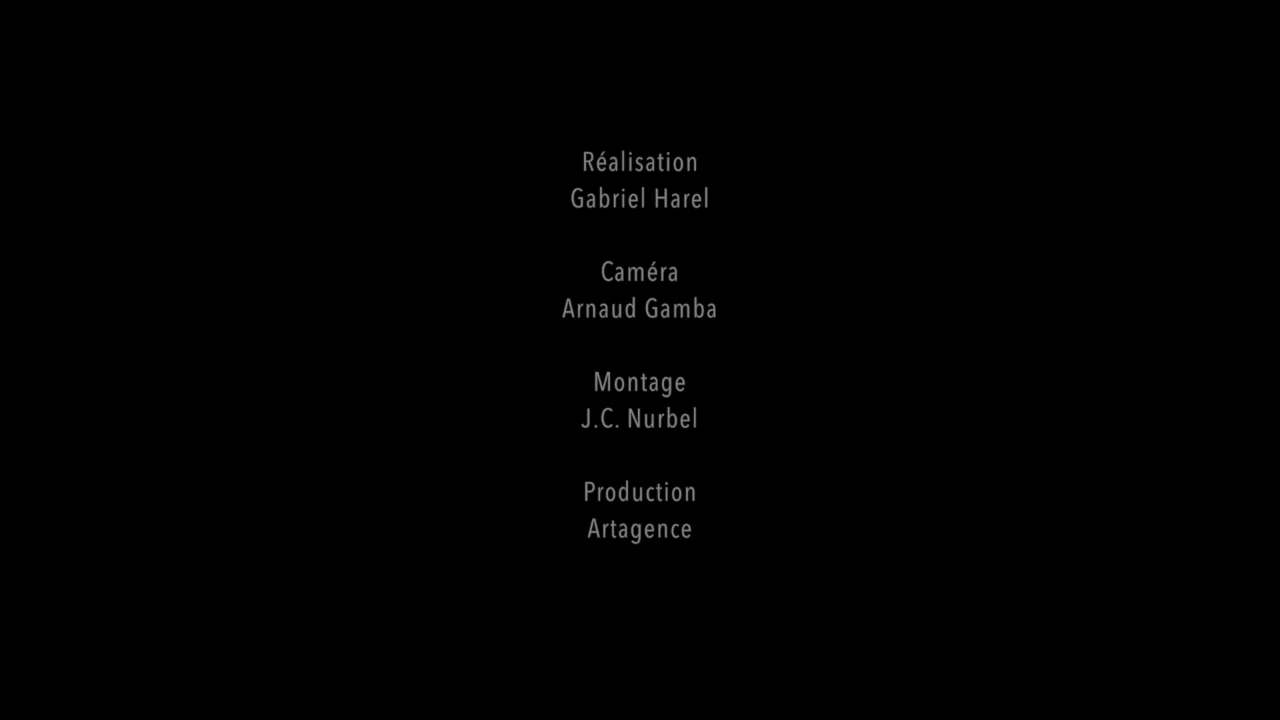 Réalisation
Gabriel Harel
Caméra
Arnaud Gamba
Montage
J.C. Nurbel
Production
Artagence